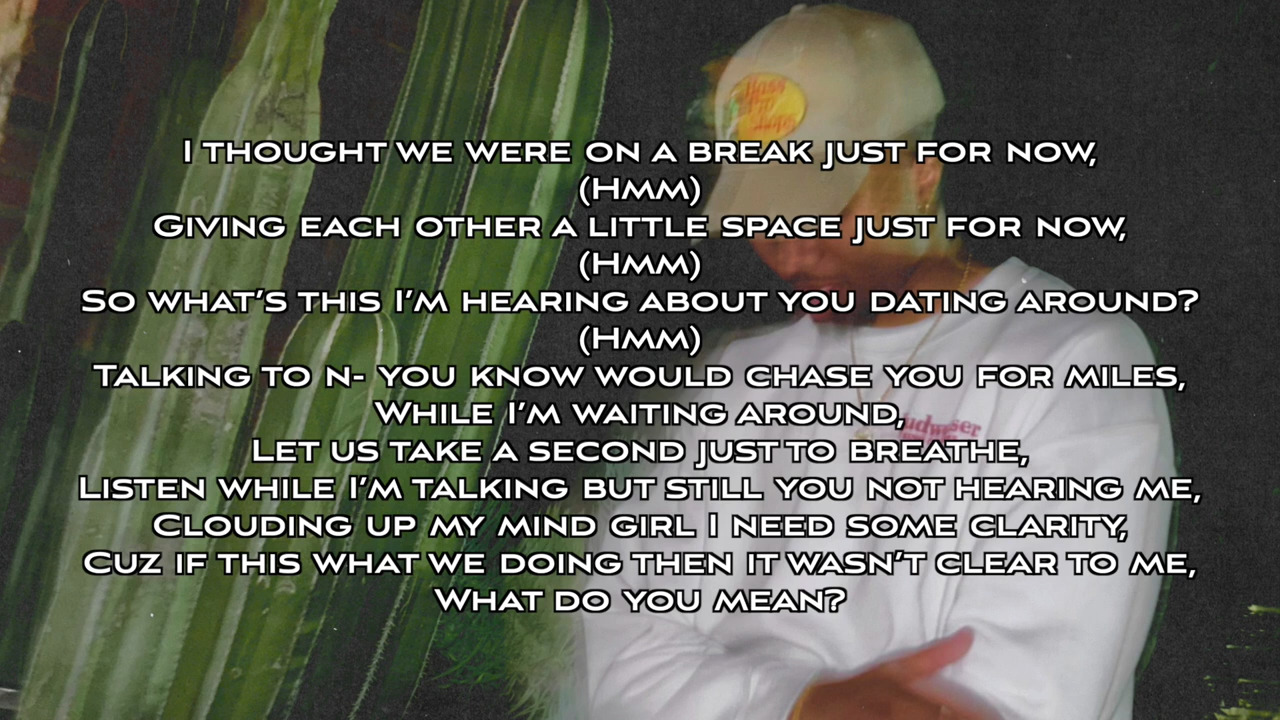 Bass
Pro
Shops
I THOUGHT WE WERE ON A BREAK JUST FOR NOW,
(HMM)
GIVING EACH OTHER A LITTLE SPACE JUST FOR NOW,
(HMM)
SO WHAT'S THIS I'M HEARING ABOUT YOU DATING AROUND?
(HMM)
TALKING TO N- YOU KNOW WOULD CHASE YOU FOR MILES,
WHILE I'M WAITING AROUND,
udweiser
LET US TAKE A SECOND JUST TO BREATHE,
LISTEN WHILE I'M TALKING BUT STILL YOU NOT HEARING ME,
CLOUDING UP MY MIND GIRL I NEED SOME CLARITY,
CUZ IF THIS WHAT WE DOING THEN IT WASN'T CLEAR TO ME,
WHAT DO YOU MEAN?